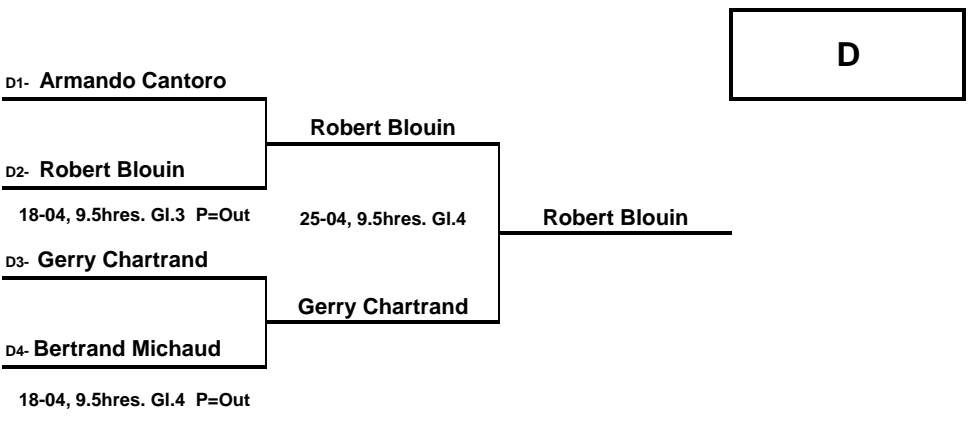 D
D1- Armando Cantoro
Robert Blouin
D2- Robert Blouin
18-04, 9.5hres. Gl.3 P=Out
25-04, 9.5hres. Gl.4
Robert Blouin
D3- Gerry Chartrand
Gerry Chartrand
D4- Bertrand Michaud
18-04, 9.5hres. Gl.4 P=Out